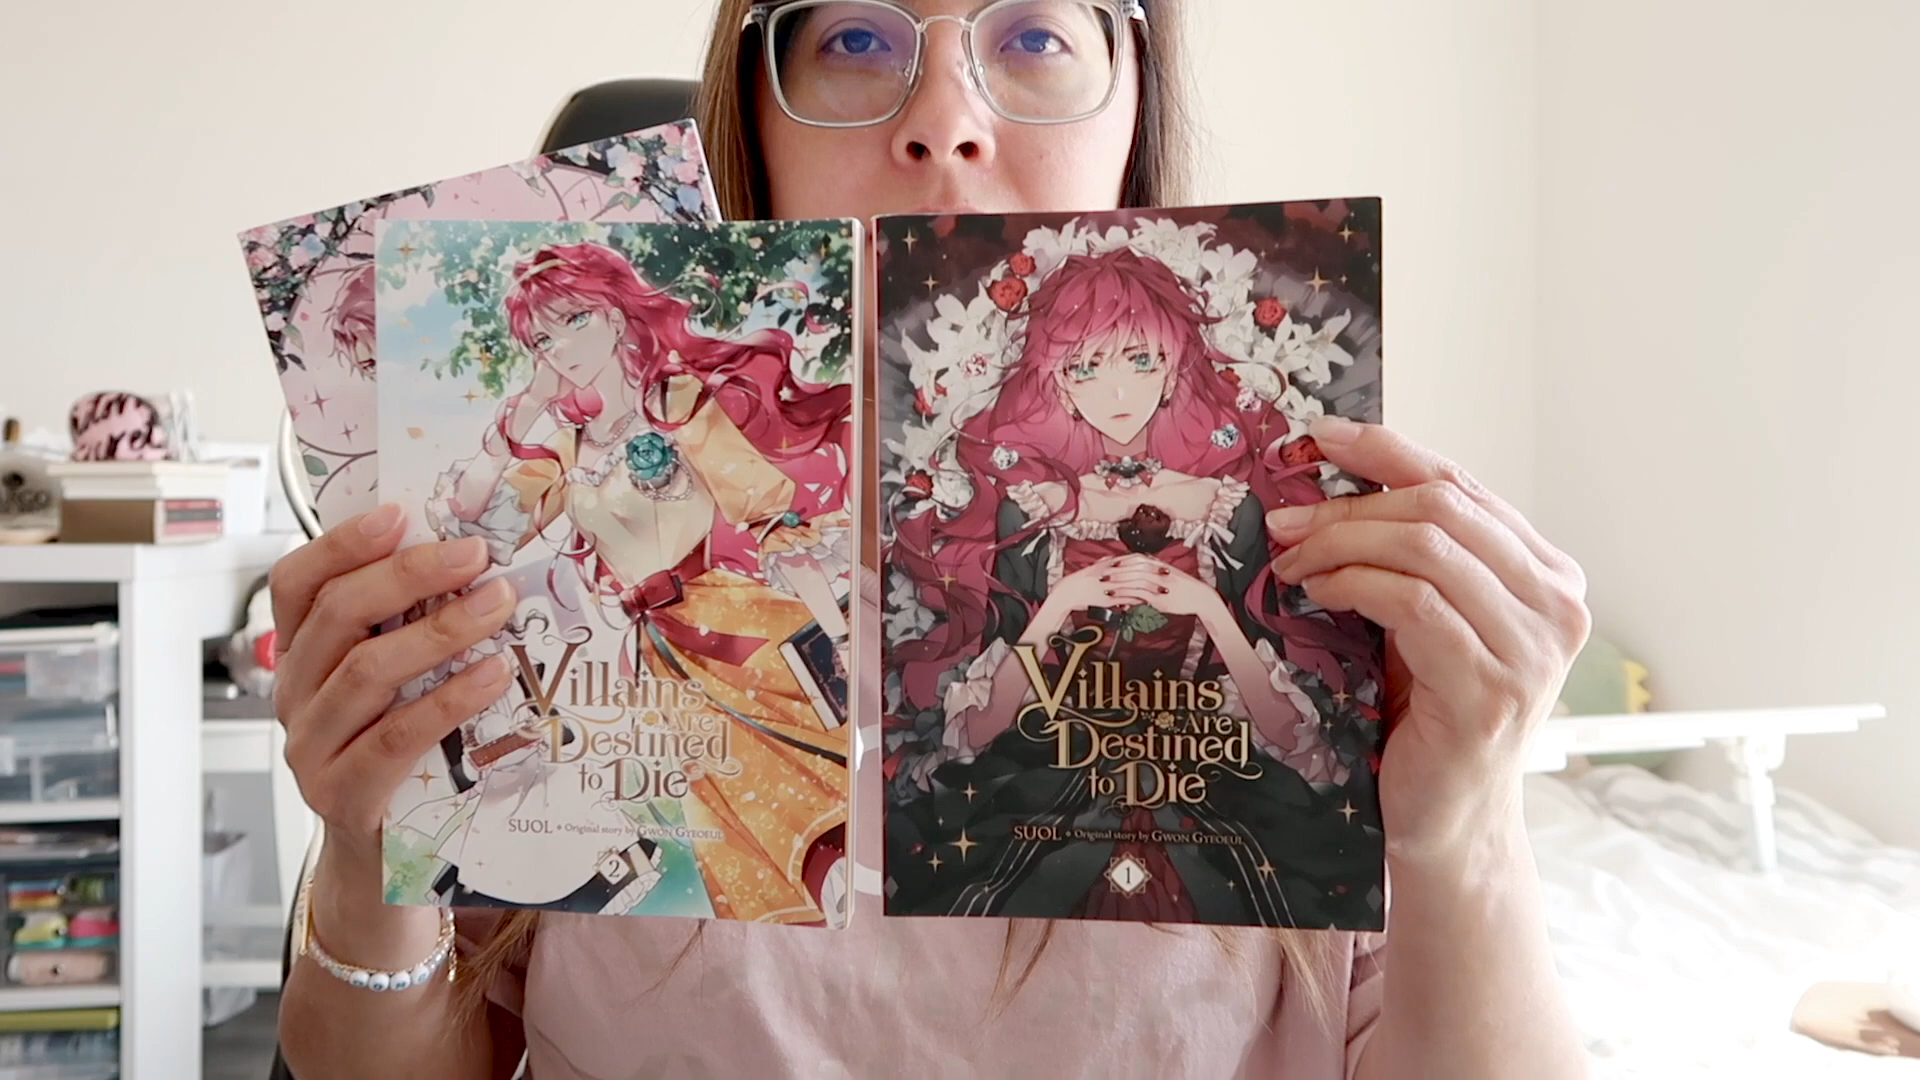 Villains
Are
Destined
to Die
SUOL • Original story by GWON GYEOEUL
2
Villains
Are
Destined
to Die
SUOL • Original story by GWON GYEOEUL
1